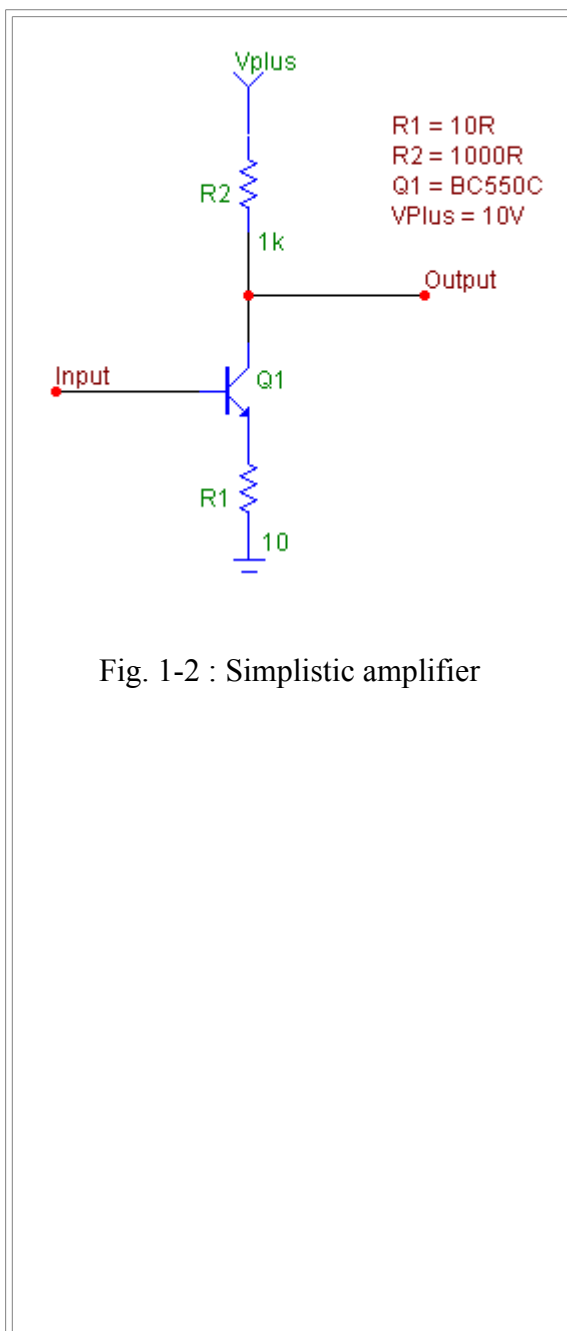 Vplus
R1 = 10R
R2 = 1000R
Q1 = BC550C
VPlus = 10V
R2
1k
Output
Input
Q1
R1
10
Fig. 1-2 : Simplistic amplifier